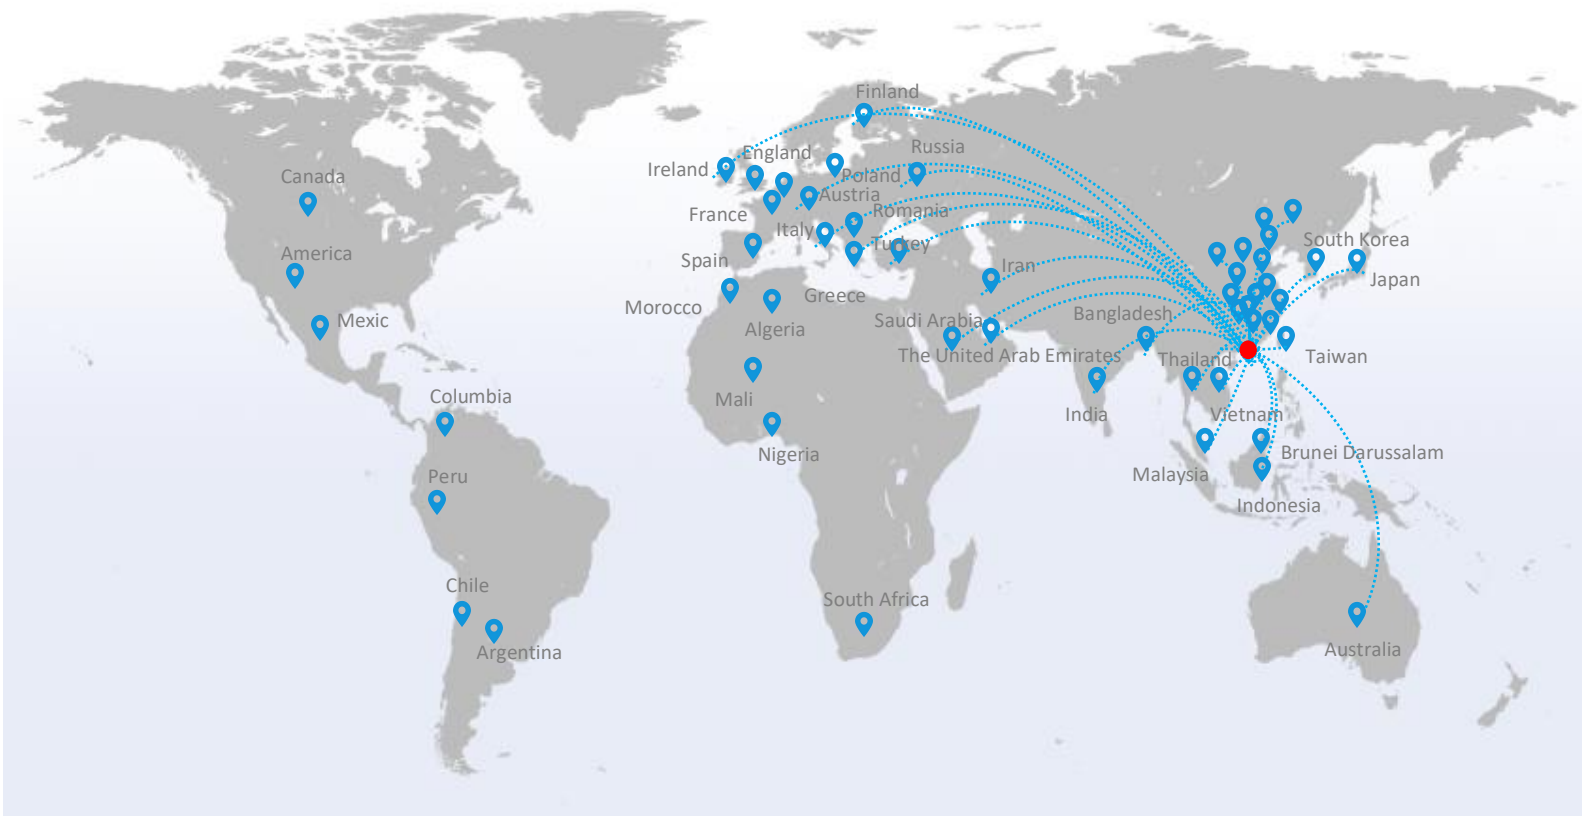 Finland
England
Russia
Ireland
Poland
Canada
Austria
France
Romania
Italy
Turkey
South Korea
America
Spain
Iran
Japan
Morocco
Greece
Mexic
Algeria
Saudi Arabia
Bangladesh
The United Arab Emirates
Thailand
Taiwan
Columbia
Mali
India
Vietnam
Nigeria
Brunei Darussalam
Peru
Malaysia
Indonesia
Chile
South Africa
Argentina
Australia